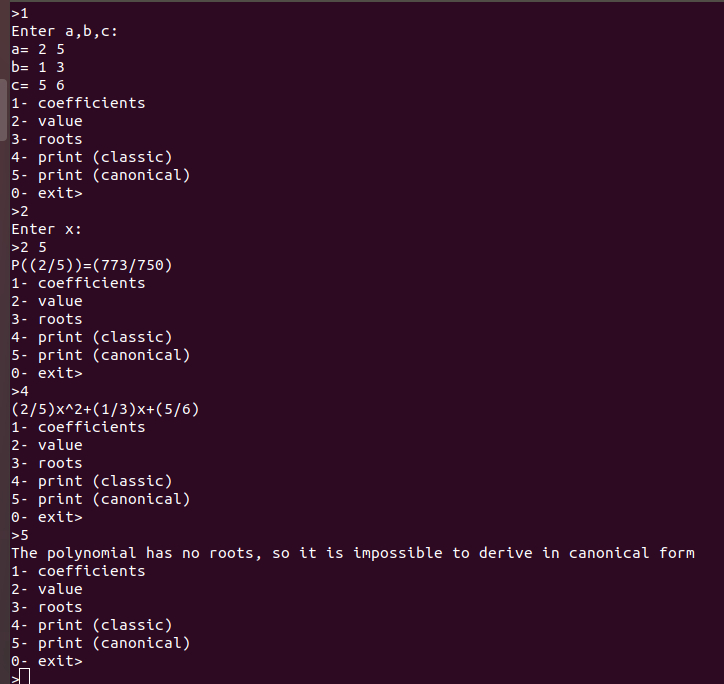 >1
Enter a,b,c:
a= 2 5
b= 1 3
c= 5 6
1- coefficients
2- value
3- roots
4- print (classic)
5- print (canonical)
0- exit>
>2
Enter x:
>2 5
P((2/5))=(773/750)
1- coefficients
2- value
3- roots
4- print (classic)
5- print (canonical)
0- exit>
>4
(2/5)x^2+(1/3)x+(5/6)
1- coefficients
2- value
3- roots
4- print (classic)
5- print (canonical)
0- exit>
>5
The polynomial has no roots, so it is impossible to derive in canonical form
1- coefficients
2- value
3- roots
4- print (classic)
5- print (canonical)
0- exit>
>